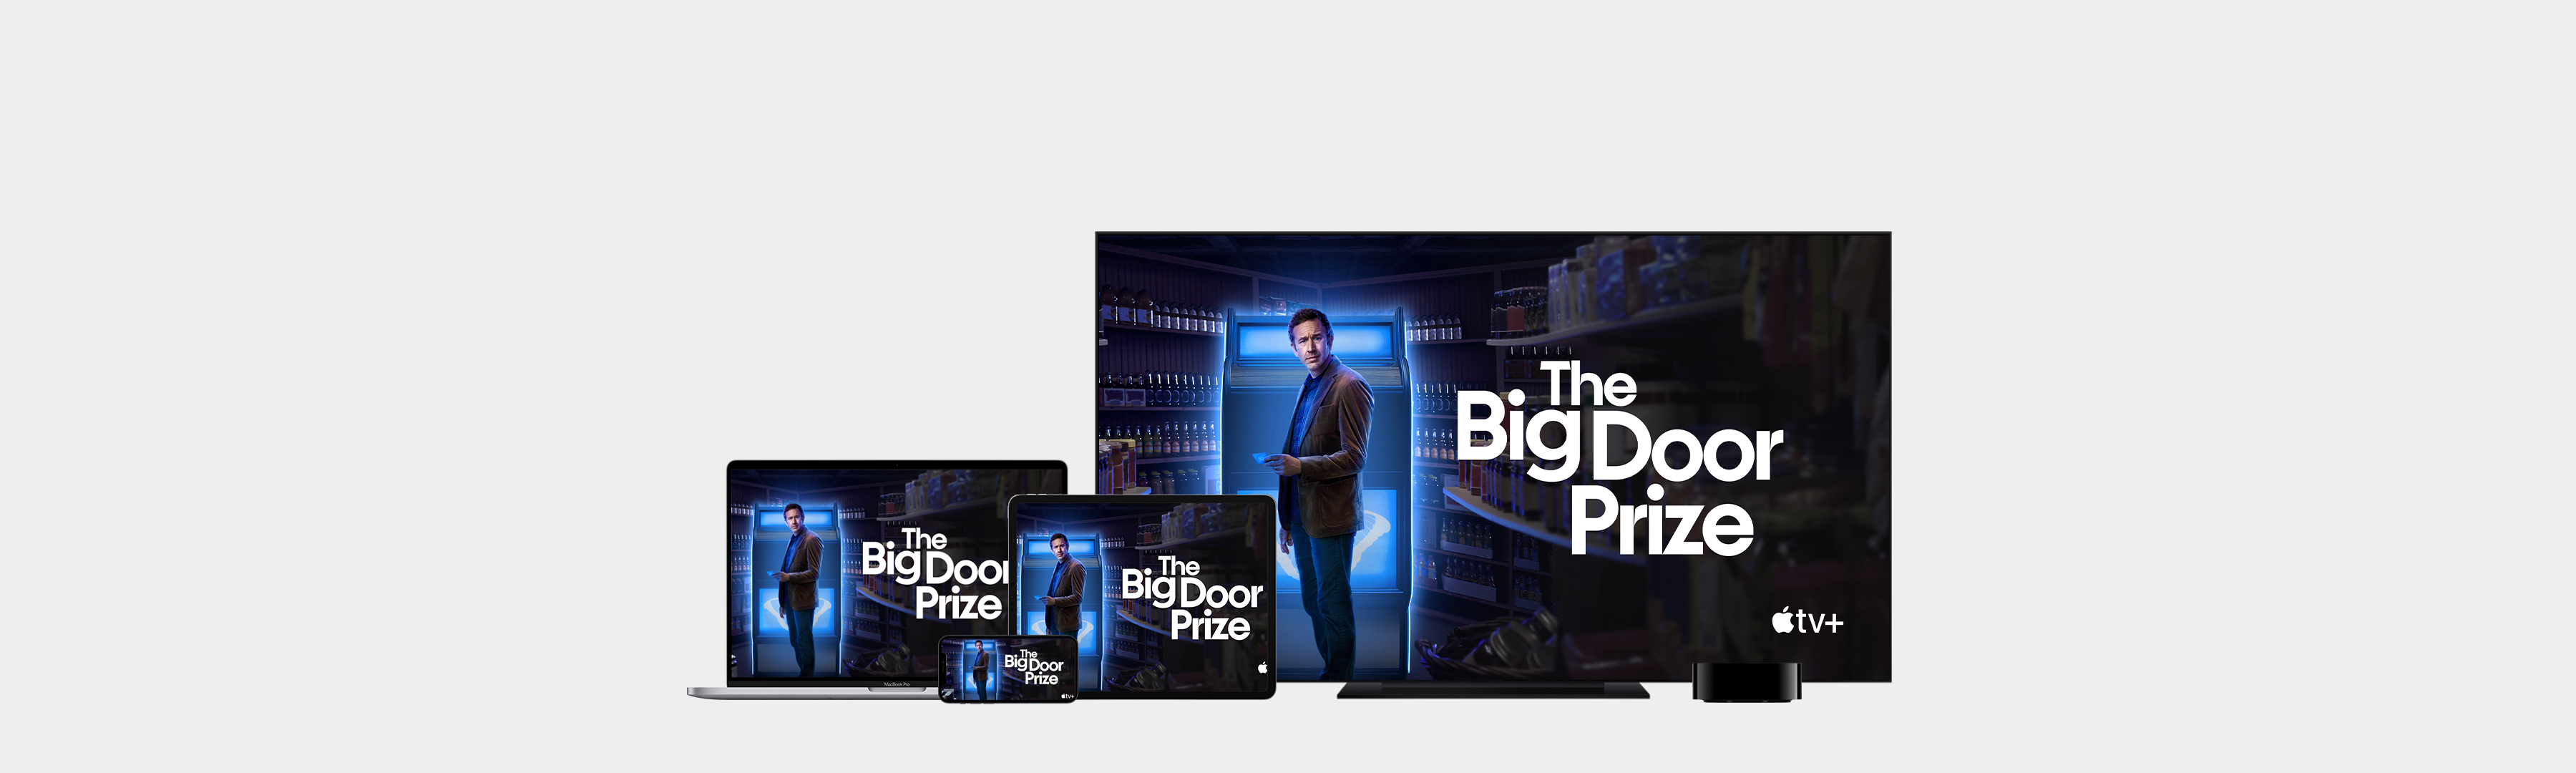 The
Big Door
Prize
tv+
The
Big Door
Prize
MacBook Pro
The
Big Door
Prize
The
Big Door
Prize
tv+